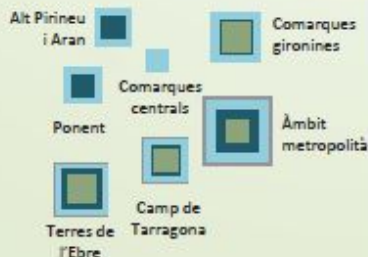 Alt Pirineu
i Aran
Comarques
gironines
Comarques
centrals
Ponent
Àmbit
metropolità
Camp de
Tarragona
Terres de
l'Ebre